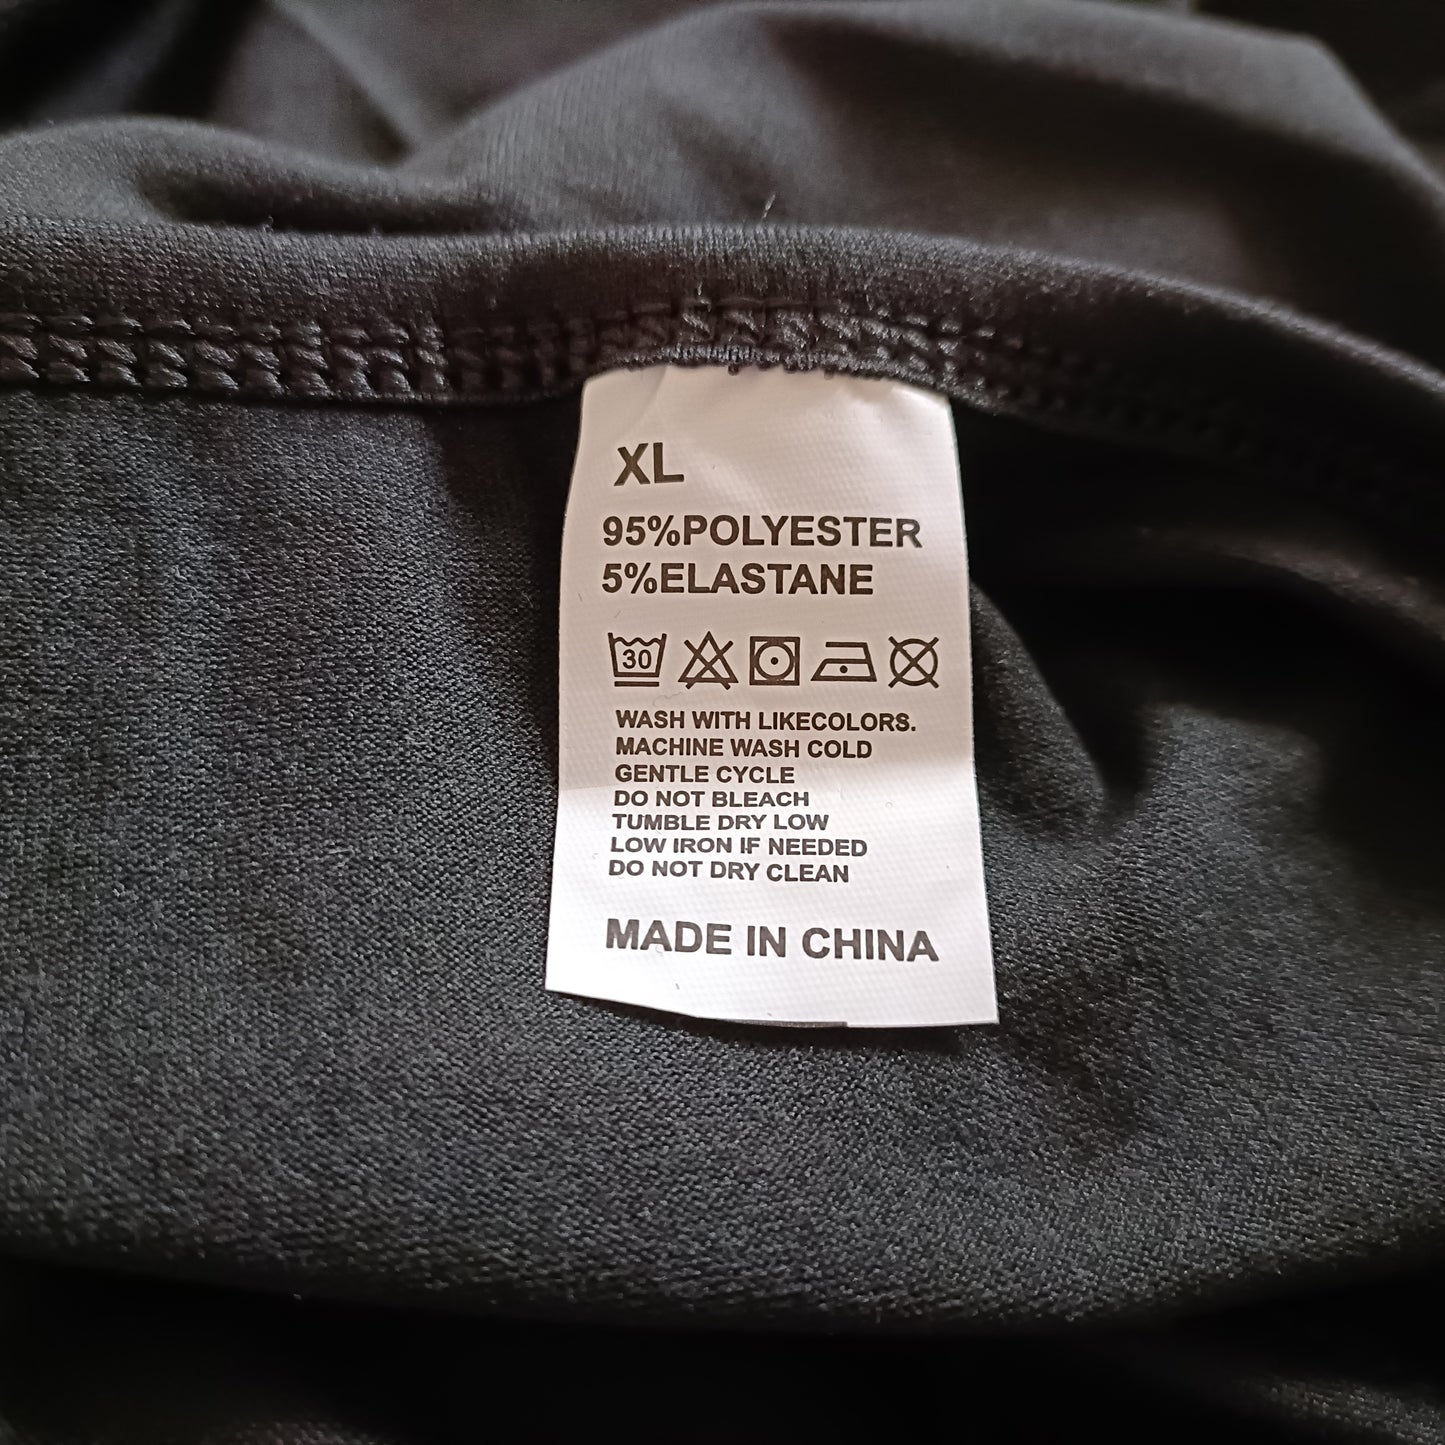 XL
95%POLYESTER
5%ELASTANE
30
WASH WITH LIKECOLORS.
MACHINE WASH COLD
GENTLE CYCLE
DO NOT BLEACH
TUMBLE DRY LOW
LOW IRON IF NEEDED
DO NOT DRY CLEAN
MADE IN CHINA